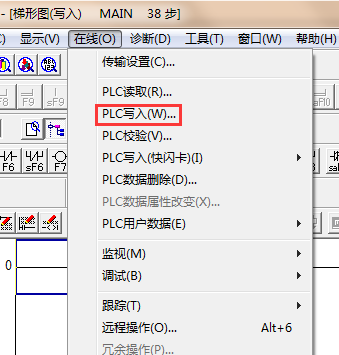 - [梯形图(写入)    MAIN    38 步]
C) 显示(V) 在线(O) 诊断(D) 工具(T) 窗口(W) 帮助(H)
传输设置(C)...
PLC读取(R)...
F8 F9 sF9
PLC写入(W)...
aF10
PLC校验(V)...
F6 sF6 F7
PLC写入(快闪卡)(I)
PLC数据删除(D)...
PLC数据属性改变(X)...
PLC用户数据(E)
监视(M)
0
调试(B)
跟踪(T)
远程操作(O)... Alt+6
冗余操作(P)...